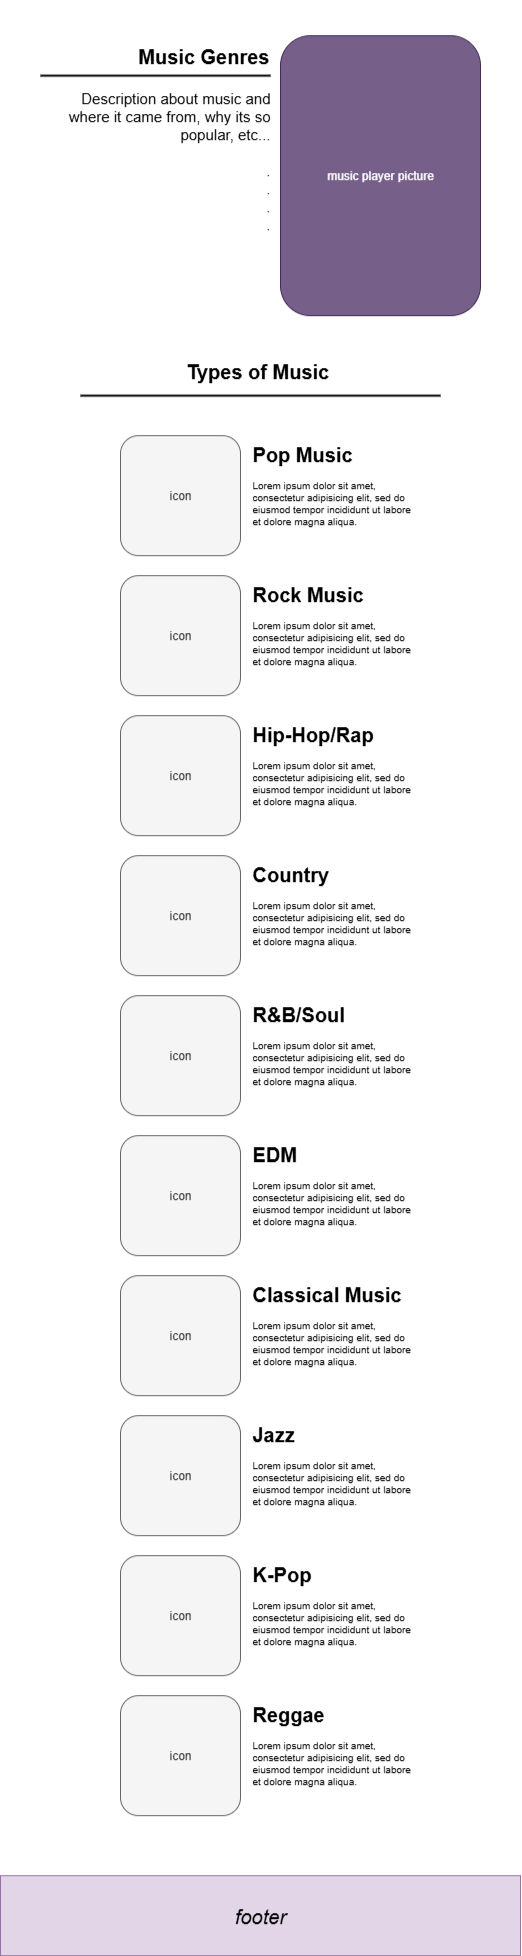 Music Genres
Description about music and
where it came from, why its so
popular, etc...
.
.
.
.
music player picture
Types of Music
icon
Pop Music
Lorem ipsum dolor sit amet,
consectetur adipisicing elit, sed do
eiusmod tempor incididunt ut labore
et dolore magna aliqua.
icon
Rock Music
Lorem ipsum dolor sit amet,
consectetur adipisicing elit, sed do
eiusmod tempor incididunt ut labore
et dolore magna aliqua.
icon
Hip-Hop/Rap
Lorem ipsum dolor sit amet,
consectetur adipisicing elit, sed do
eiusmod tempor incididunt ut labore
et dolore magna aliqua.
icon
Country
Lorem ipsum dolor sit amet,
consectetur adipisicing elit, sed do
eiusmod tempor incididunt ut labore
et dolore magna aliqua.
icon
R&B/Soul
Lorem ipsum dolor sit amet,
consectetur adipisicing elit, sed do
eiusmod tempor incididunt ut labore
et dolore magna aliqua.
icon
EDM
Lorem ipsum dolor sit amet,
consectetur adipisicing elit, sed do
eiusmod tempor incididunt ut labore
et dolore magna aliqua.
icon
Classical Music
Lorem ipsum dolor sit amet,
consectetur adipisicing elit, sed do
eiusmod tempor incididunt ut labore
et dolore magna aliqua.
icon
Jazz
Lorem ipsum dolor sit amet,
consectetur adipisicing elit, sed do
eiusmod tempor incididunt ut labore
et dolore magna aliqua.
icon
K-Pop
Lorem ipsum dolor sit amet,
consectetur adipisicing elit, sed do
eiusmod tempor incididunt ut labore
et dolore magna aliqua.
icon
Reggae
Lorem ipsum dolor sit amet,
consectetur adipisicing elit, sed do
eiusmod tempor incididunt ut labore
et dolore magna aliqua.
footer